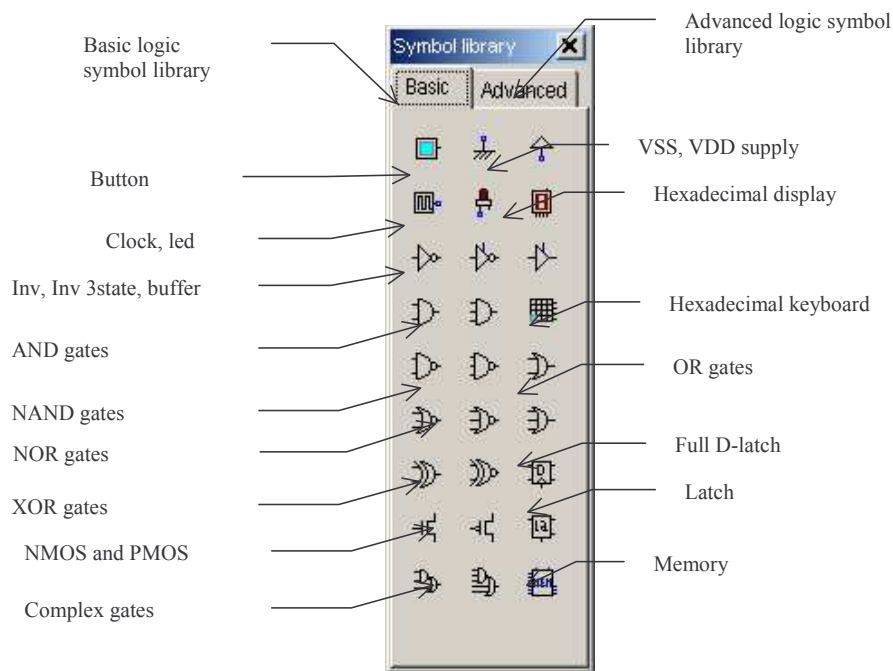 Advanced logic symbol
library
Basic logic
symbol library
Symbol library
Basic
Advanced
VSS, VDD supply
Button
Hexadecimal display
Clock, led
Inv, Inv 3state, buffer
Hexadecimal keyboard
AND gates
OR gates
NAND gates
NOR gates
Full D-latch
D
XOR gates
Latch
la
NMOS and PMOS
Memory
MEM
Complex gates